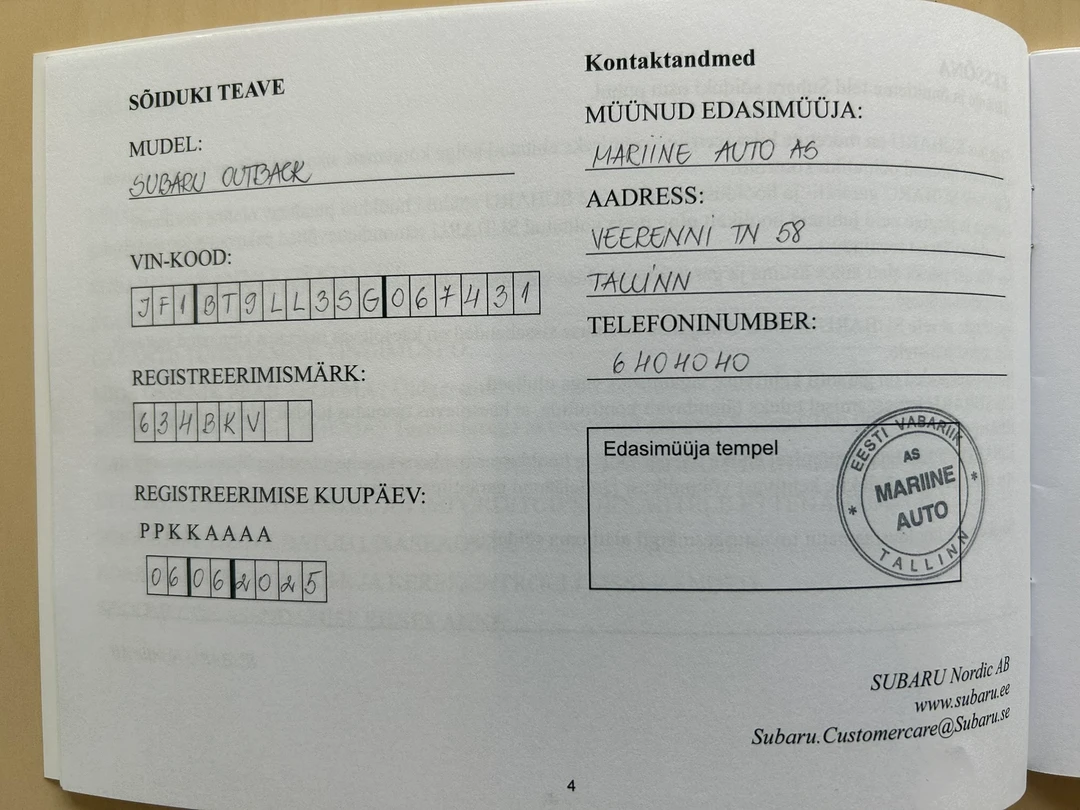 SÕIDUKI TEAVE
MUDEL:
SUBARU OUTBACK
VIN-KOOD:
JF1BT9LL3SG067431
REGISTREERIMISMÄRK:
634BKV
REGISTREERIMISE KUUPÄEV:
PPKKAAAA
06062025
Kontaktandmed
MÜÜNUD EDASIMÜÜJA:
MARIINE AUTO AS
AADRESS:
VEERENNI TN 58
TALLINN
TELEFONINUMBER:
6404040
Edasimüüja tempel
EESTI VABARIIK
AS
MARIINE
AUTO
* TALLINN *
SUBARU Nordic AB
www.subaru.ee
Subaru.Customercare@Subaru.se
4